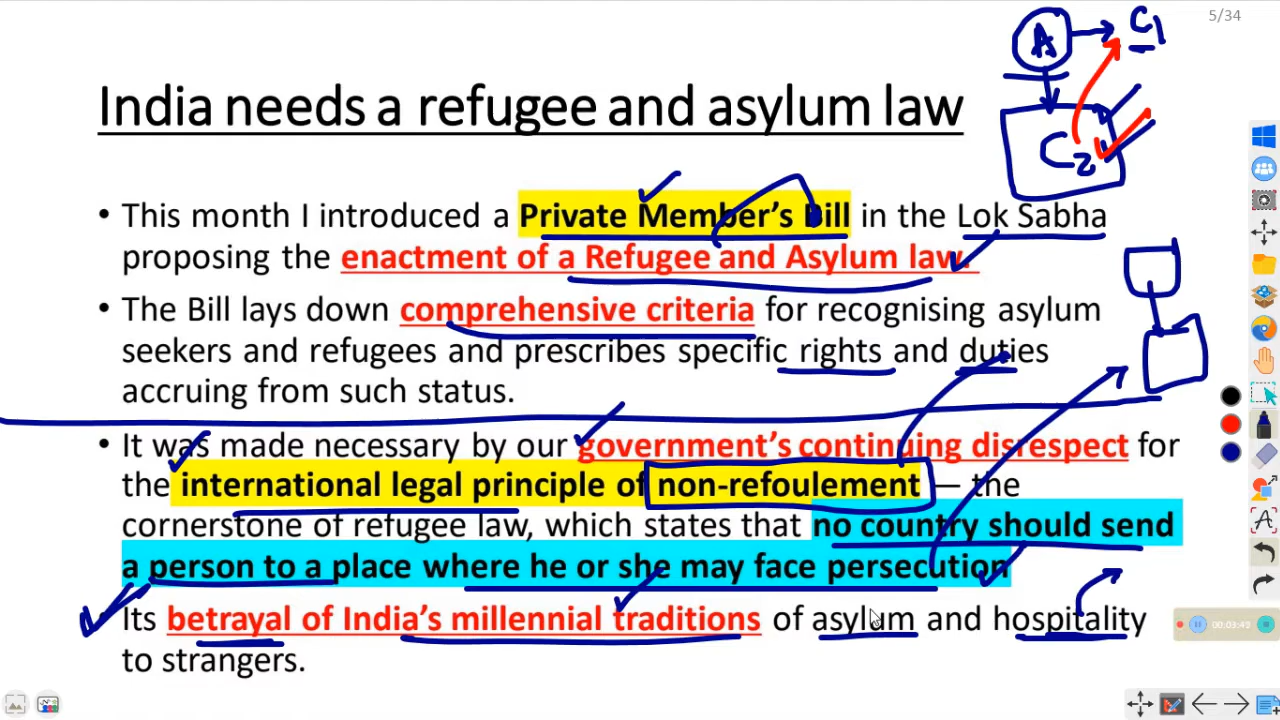 5/34
A
C1
C2
India needs a refugee and asylum law
• This month I introduced a Private Member's Bill in the Lok Sabha
proposing the enactment of a Refugee and Asylum law.
• The Bill lays down comprehensive criteria for recognising asylum
seekers and refugees and prescribes specific rights and duties
accruing from such status.
• It was made necessary by our government's continuing disrespect for
the international legal principle of non-refoulement — the
cornerstone of refugee law, which states that no country should send
a person to a place where he or she may face persecution
Its betrayal of India's millennial traditions of asylum and hospitality
to strangers.